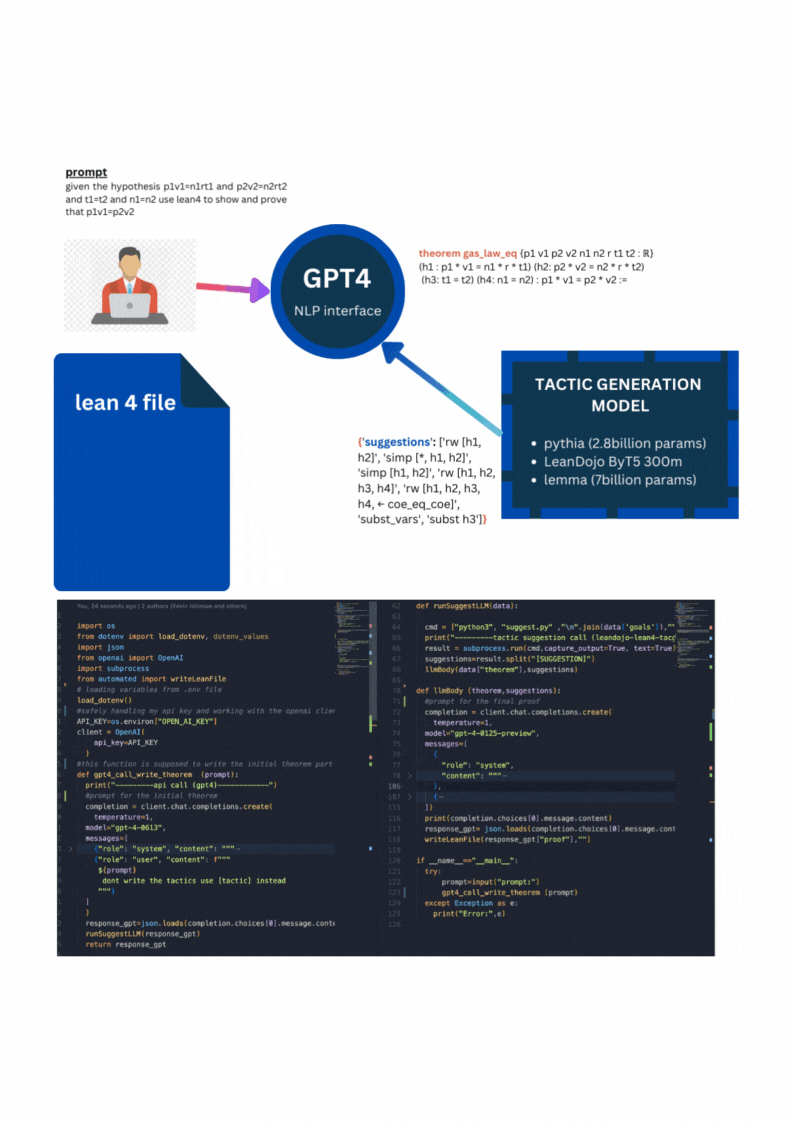 prompt
given the hypothesis p1v1=n1rt1 and p2v2=n2rt2
and t1=t2 and n1=n2 use lean4 to show and prove
that p1v1=p2v2
GPT4
NLP interface
theorem gas_law_eq {p1 v1 p2 v2 n1 n2 r t1 t2 : ℝ}
(h1 : p1 * v1 = n1 * r * t1) (h2: p2 * v2 = n2 * r * t2)
(h3: t1 = t2) (h4: n1 = n2) : p1 * v1 = p2 * v2 :=
lean 4 file
TACTIC GENERATION
MODEL
• pythia (2.8billion params)
• LeanDojo ByT5 300m
• lemma (7billion params)
{'suggestions': ['rw [h1,
h2]', 'simp [*, h1, h2]',
'simp [h1, h2]', 'rw [h1, h2,
h3, h4]', 'rw [h1, h2, h3,
h4, ← coe_eq_coe]',
'subst_vars', 'subst h3']}
You, 24 seconds ago | 2 authors (Kevin Ishimwe and others)
import os
from dotenv import load_dotenv, dotenv_values
import json
from openai import OpenAI
import subprocess
from automated import writeLeanFile
# loading variables from .env file
load_dotenv()
#safely handling my api key and working with the openai clien
API_KEY=os.environ["OPEN_AI_KEY"]
client = OpenAI(
api_key=API_KEY
)
#this function is supposed to write the initial theorem part
def gpt4_call_write_theorem (prompt):
print("---------api call (gpt4)------------")
#prompt for the initial theorem
completion = client.chat.completions.create(
temperature=1,
model="gpt-4-0613",
messages=[
{"role": "system", "content": """
{"role": "user", "content": f"""
${prompt}
dont write the tactics use [tactic] instead
"""}
]
)
response_gpt=json.loads(completion.choices[0].message.conte
runSuggestLLM(response_gpt)
return response_gpt
62 def runSuggestLLM(data):
cmd = ["python3", "suggest.py" ,"\n".join(data['goals']),""
print("---------tactic suggestion call (leandojo-lean4-tac
66 result = subprocess.run(cmd,capture_output=True, text=True
67 suggestions=result.split("[SUGGESTION]")
68 llmBody(data["theorem"],suggestions)
70 def llmBody (theorem,suggestions):
71 #prompt for the final proof
72 completion = client.chat.completions.create(
73 temperature=1,
74 model="gpt-4-0125-preview",
75 messages=[
76 {
77 "role": "system",
78 "content": """
106 },
107 {
115 ])
116 print(completion.choices[0].message.content)
117 response_gpt= json.loads(completion.choices[0].message.cont
118 writeLeanFile(response_gpt["proof"],"")
120 if __name__=="__main__":
121 try:
122 prompt=input("prompt:")
123 gpt4_call_write_theorem (prompt)
124 except Exception as e:
125 print("Error:",e)
126